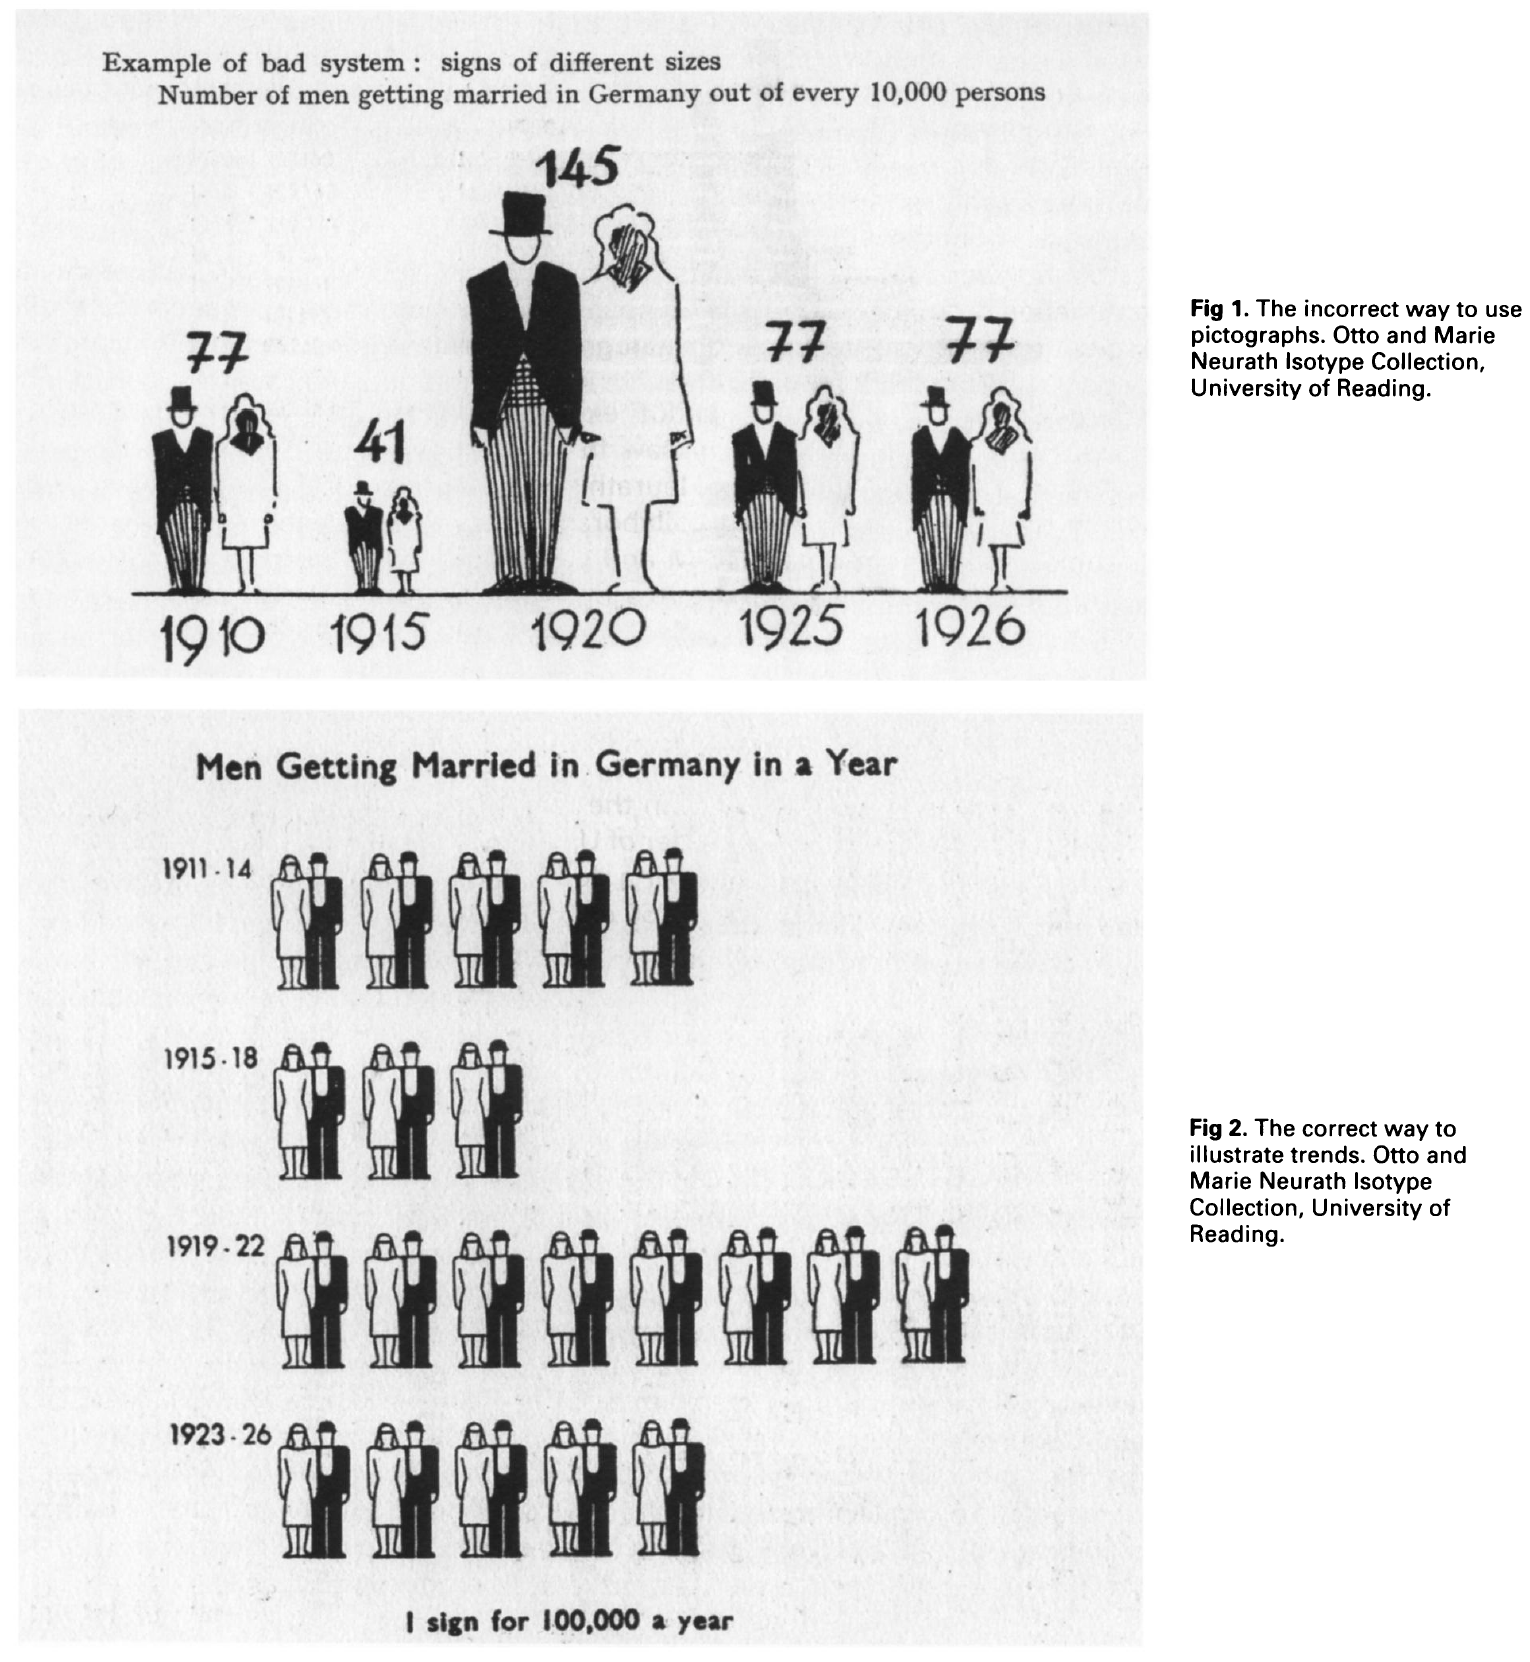 Example of bad system : signs of different sizes
Number of men getting married in Germany out of every 10,000 persons
77
41
145
77
77
1910
1915
1920
1925
1926
Fig 1. The incorrect way to use
pictographs. Otto and Marie
Neurath Isotype Collection,
University of Reading.
Men Getting Married in Germany in a Year
1911-14
1915-18
1919-22
1923-26
1 sign for 100,000 a year
Fig 2. The correct way to
illustrate trends. Otto and
Marie Neurath Isotype
Collection, University of
Reading.